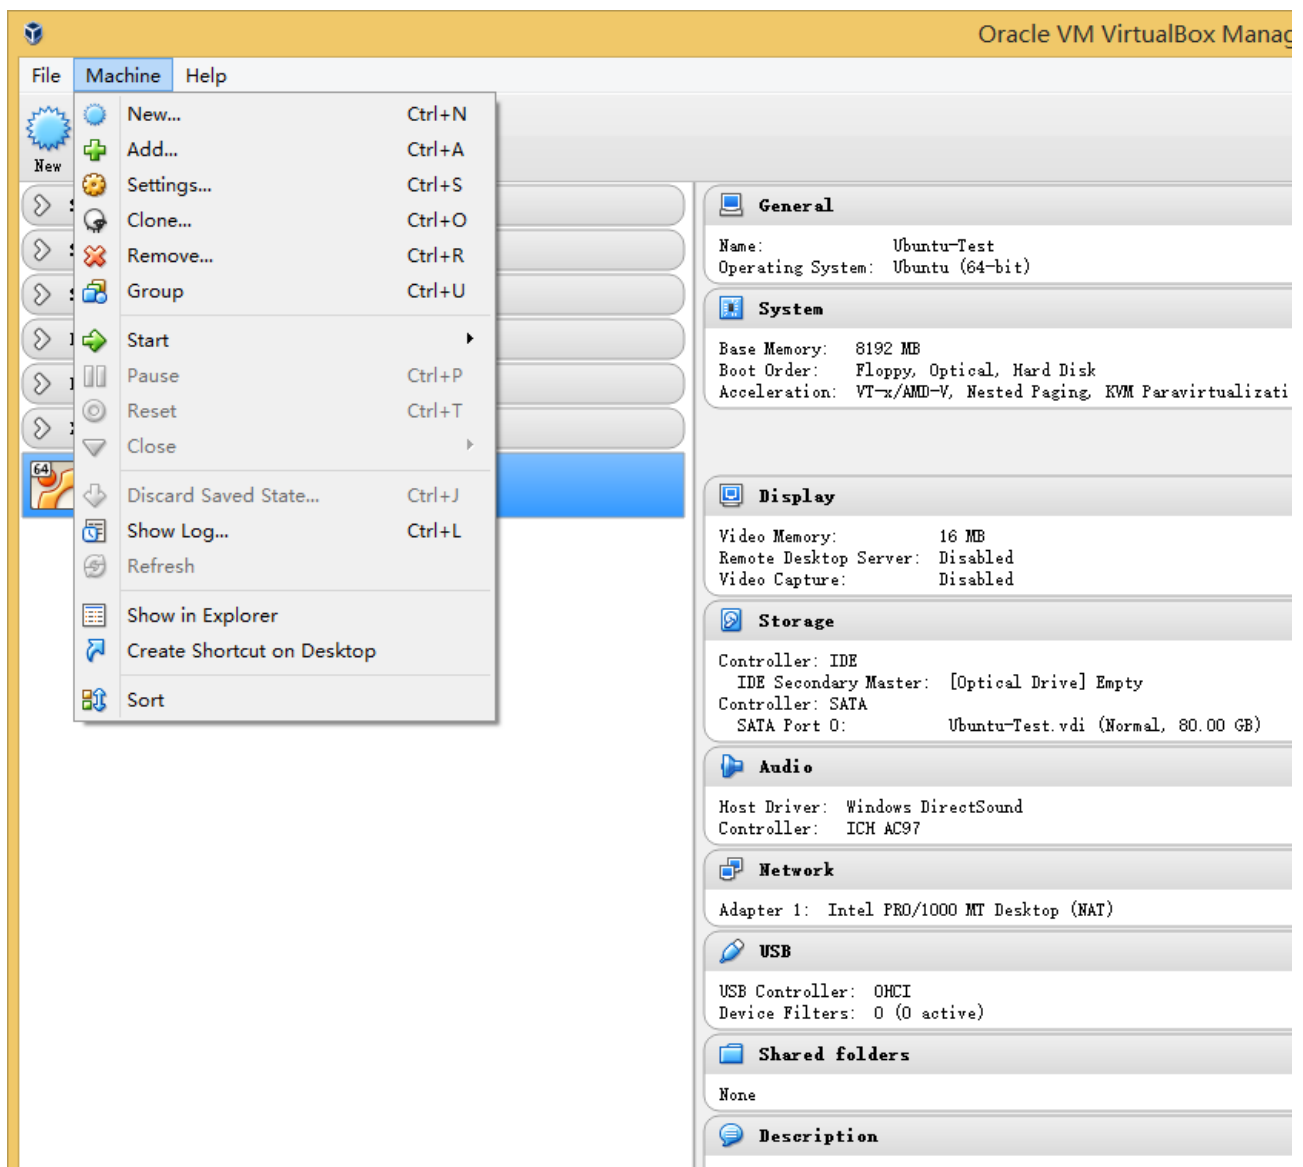 Oracle VM VirtualBox Manag
File Machine Help
New
New... Ctrl+N
Add... Ctrl+A
Settings... Ctrl+S
Clone... Ctrl+O
Remove... Ctrl+R
Group Ctrl+U
Start
Pause Ctrl+P
Reset Ctrl+T
Close
Discard Saved State... Ctrl+J
Show Log... Ctrl+L
Refresh
Show in Explorer
Create Shortcut on Desktop
Sort
64
General
Name: Ubuntu-Test
Operating System: Ubuntu (64-bit)
System
Base Memory: 8192 MB
Boot Order: Floppy, Optical, Hard Disk
Acceleration: VT-x/AMD-V, Nested Paging, KVM Paravirtualizati
Display
Video Memory: 16 MB
Remote Desktop Server: Disabled
Video Capture: Disabled
Storage
Controller: IDE
IDE Secondary Master: [Optical Drive] Empty
Controller: SATA
SATA Port 0: Ubuntu-Test.vdi (Normal, 80.00 GB)
Audio
Host Driver: Windows DirectSound
Controller: ICH AC97
Network
Adapter 1: Intel PRO/1000 MT Desktop (NAT)
USB
USB Controller: OHCI
Device Filters: 0 (0 active)
Shared folders
None
Description